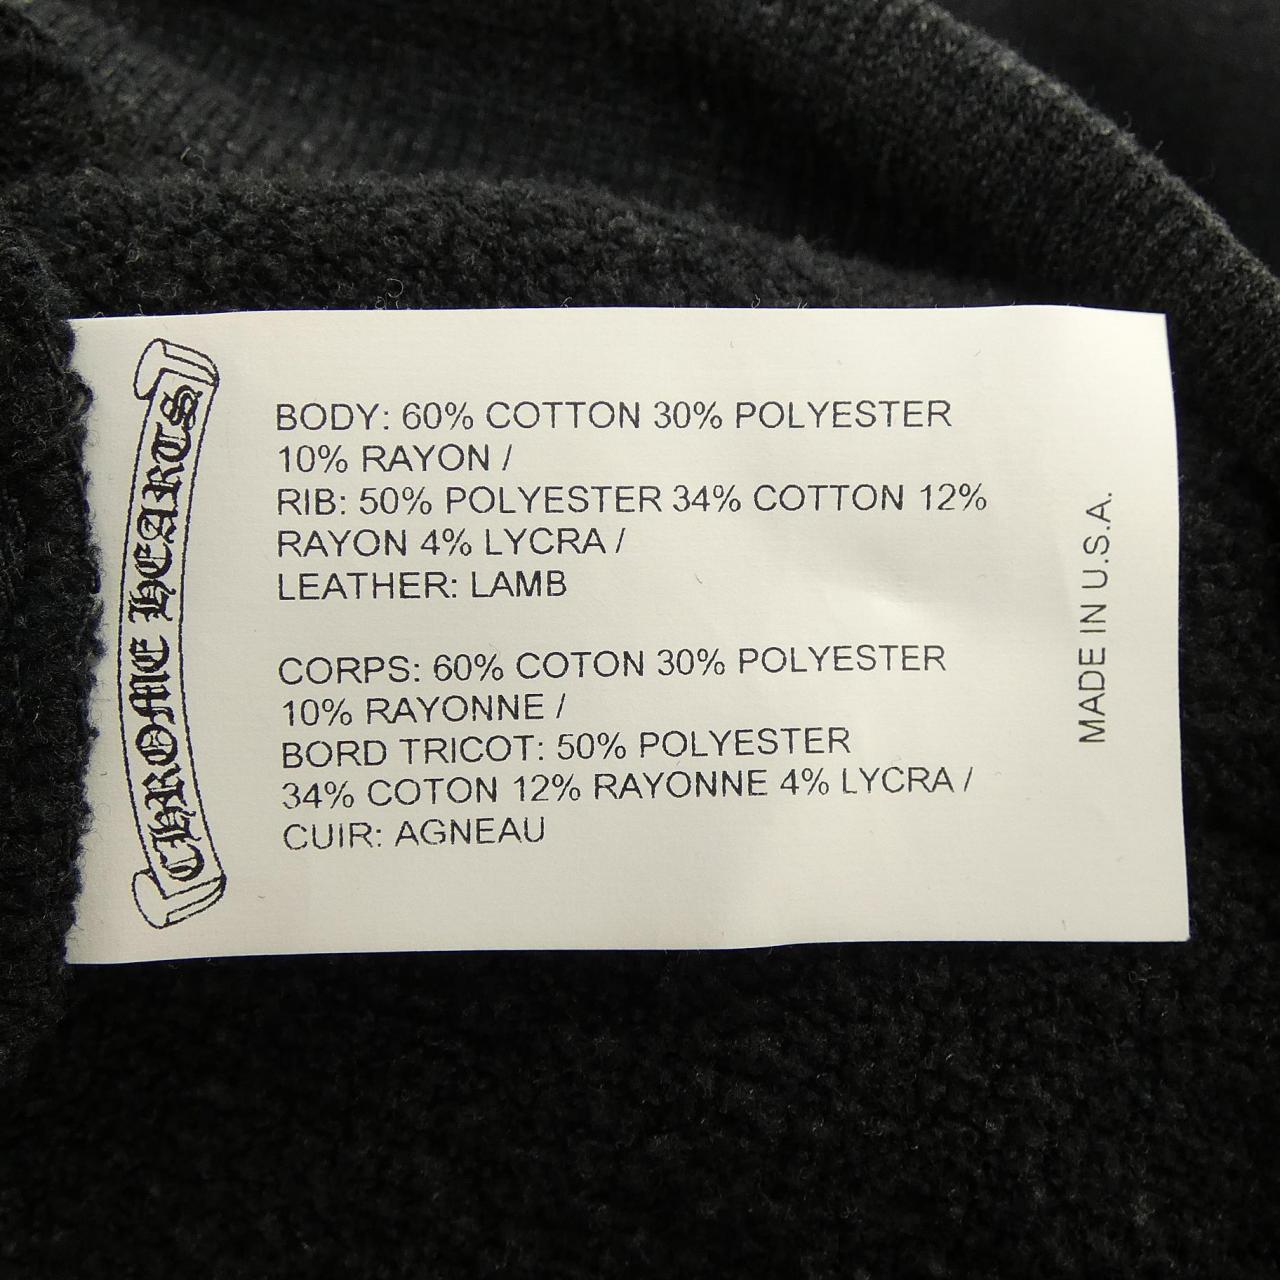 CHROME HEARTS
BODY: 60% COTTON 30% POLYESTER
10% RAYON /
RIB: 50% POLYESTER 34% COTTON 12%
RAYON 4% LYCRA /
LEATHER: LAMB
CORPS: 60% COTON 30% POLYESTER
10% RAYONNE /
BORD TRICOT: 50% POLYESTER
34% COTON 12% RAYONNE 4% LYCRA /
CUIR: AGNEAU
MADE IN U.S.A.